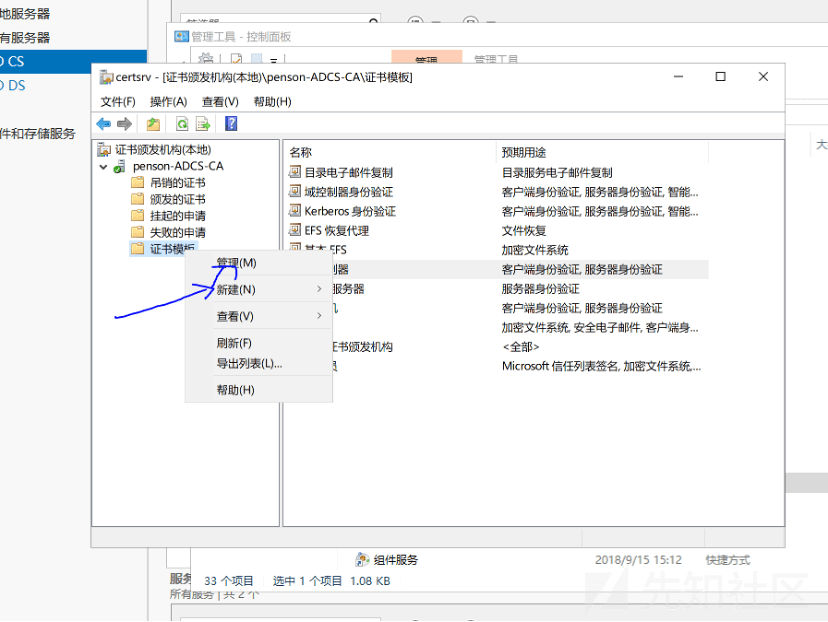 地服务器
有服务器
CS
DS
件和存储服务
管理工具 - 控制面板
管理
管理工具
certsrv - [证书颁发机构(本地)\penson-ADCS-CA\证书模板]
文件(F) 操作(A) 查看(V) 帮助(H)
证书颁发机构(本地)
penson-ADCS-CA
吊销的证书
颁发的证书
挂起的申请
失败的申请
证书模板
名称 预期用途
目录电子邮件复制 目录服务电子邮件复制
域控制器身份验证 客户端身份验证, 服务器身份验证, 智能...
Kerberos 身份验证 客户端身份验证, 服务器身份验证, 智能...
EFS 恢复代理 文件恢复
基本 EFS 加密文件系统
制器 客户端身份验证, 服务器身份验证
服务器 服务器身份验证
客户端身份验证, 服务器身份验证
加密文件系统, 安全电子邮件, 客户端身...
证书颁发机构 <全部>
Microsoft 信任列表签名, 加密文件系统,...
管理(M)
新建(N)
查看(V)
刷新(F)
导出列表(L)...
帮助(H)
大
组件服务 2018/9/15 15:12 快捷方式
服务
33 个项目 选中 1 个项目 1.08 KB
所有服务 | 共 2 个
先知社区